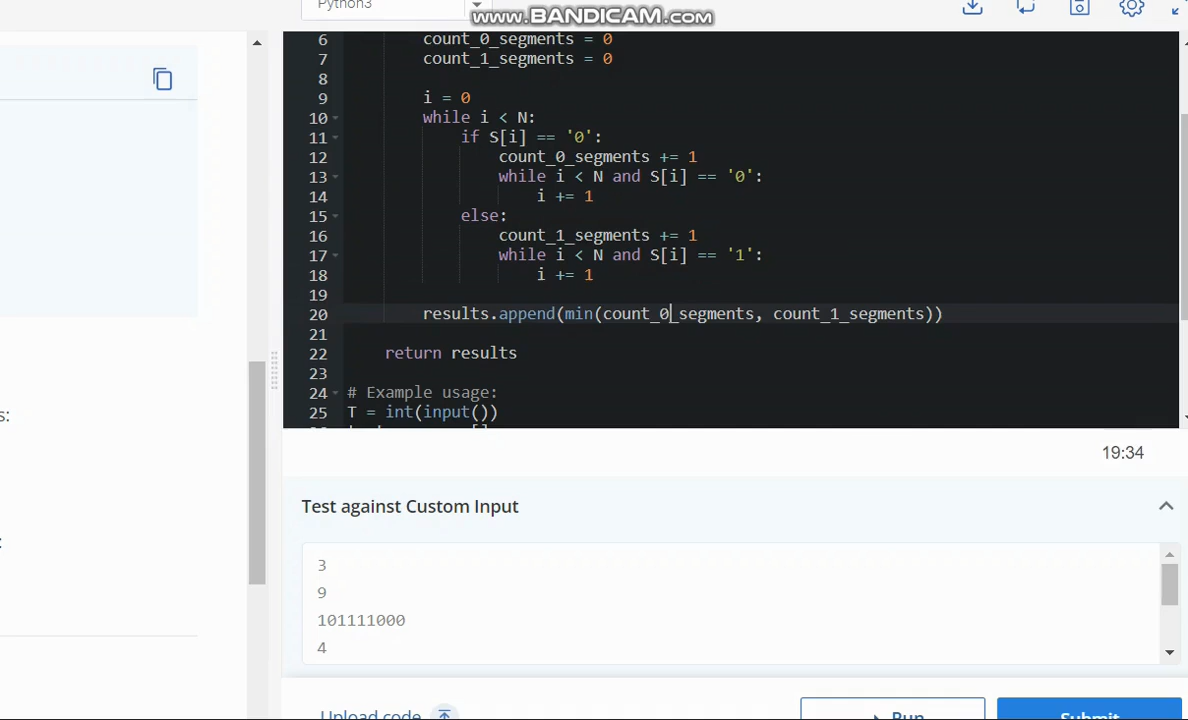 Python3
www.BANDICAM.com
6 count_0_segments = 0
7 count_1_segments = 0
8
9 i = 0
10 while i < N:
11 if S[i] == '0':
12 count_0_segments += 1
13 while i < N and S[i] == '0':
14 i += 1
15 else:
16 count_1_segments += 1
17 while i < N and S[i] == '1':
18 i += 1
19
20 results.append(min(count_0_segments, count_1_segments))
21
22 return results
23
24 # Example usage:
25 T = int(input())
s:
:
19:34
Test against Custom Input
3
9
101111000
4
Upload code
Run
Submit